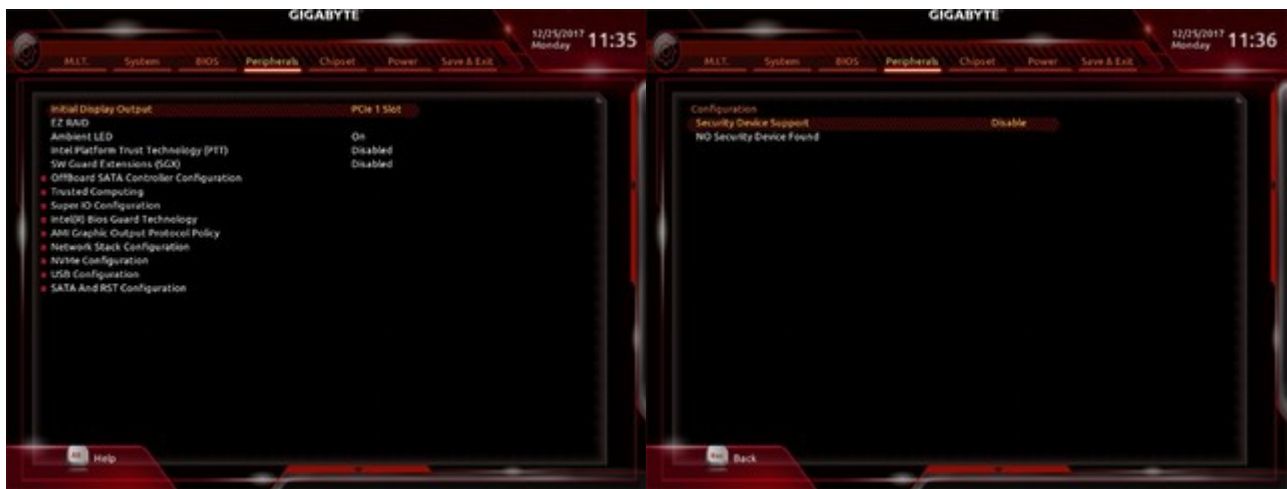 GIGABYTE
12/25/2017
Monday
11:35
M.I.T.
System
BIOS
Peripherals
Chipset
Power
Save & Exit
Initial Display Output PCIe 1 Slot
EZ RAID
Ambient LED On
Intel Platform Trust Technology (PTT) Disabled
SW Guard Extensions (SGX) Disabled
OffBoard SATA Controller Configuration
Trusted Computing
Super IO Configuration
Intel(R) Bios Guard Technology
AMI Graphic Output Protocol Policy
Network Stack Configuration
NVMe Configuration
USB Configuration
SATA And RST Configuration
Alt Help
GIGABYTE
12/25/2017
Monday
11:36
M.I.T.
System
BIOS
Peripherals
Chipset
Power
Save & Exit
Configuration
Security Device Support Disable
NO Security Device Found
Esc Back